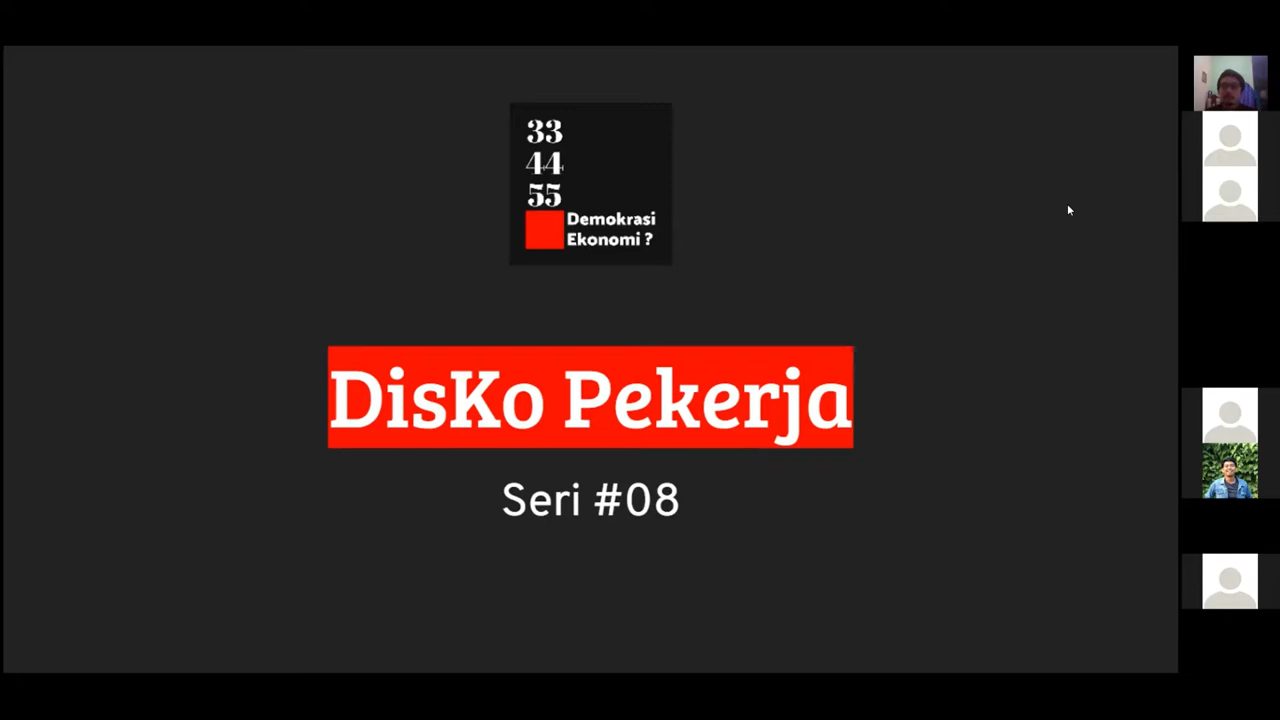 33
44
55
Demokrasi
Ekonomi ?
DisKo Pekerja
Seri #08